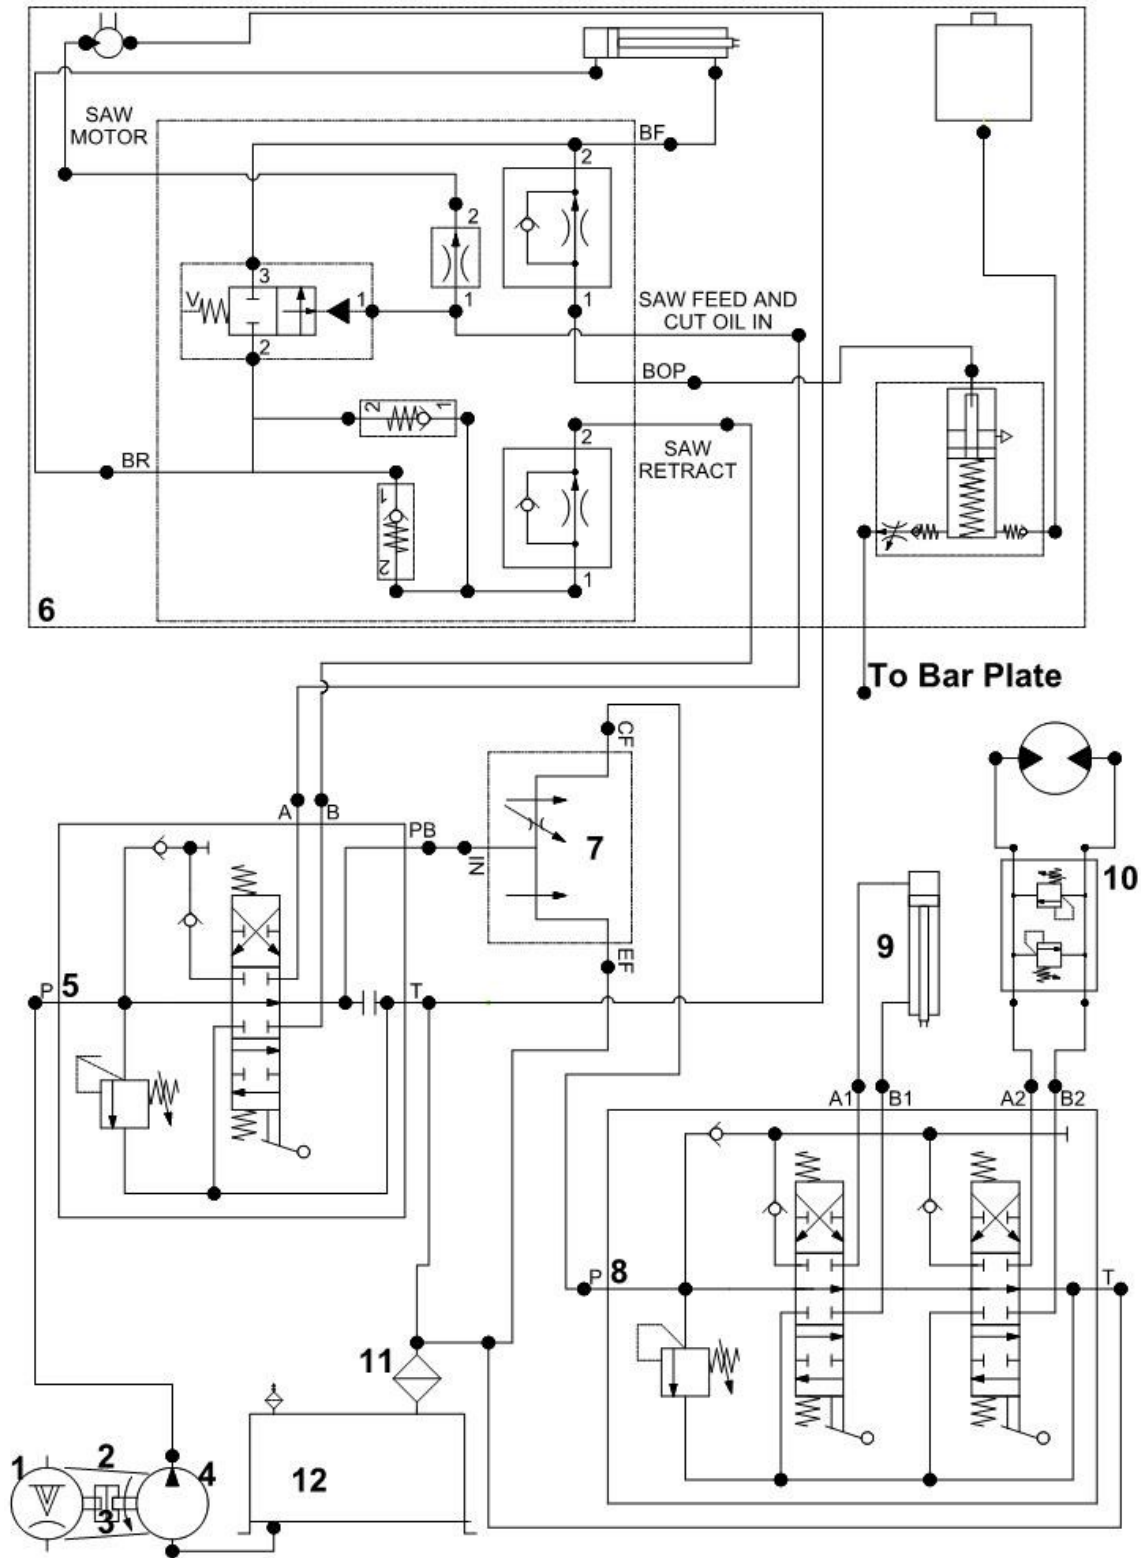 SAW
MOTOR
BF
2
2
3
V
1
1
1
SAW FEED AND
CUT OIL IN
2
BOP
2
1
2
SAW
RETRACT
BR
1
2
1
6
To Bar Plate
CF
A
B
PB
IN
7
10
9
EF
P
5
T
A1
B1
A2
B2
P
8
T
11
1
2
3
4
12